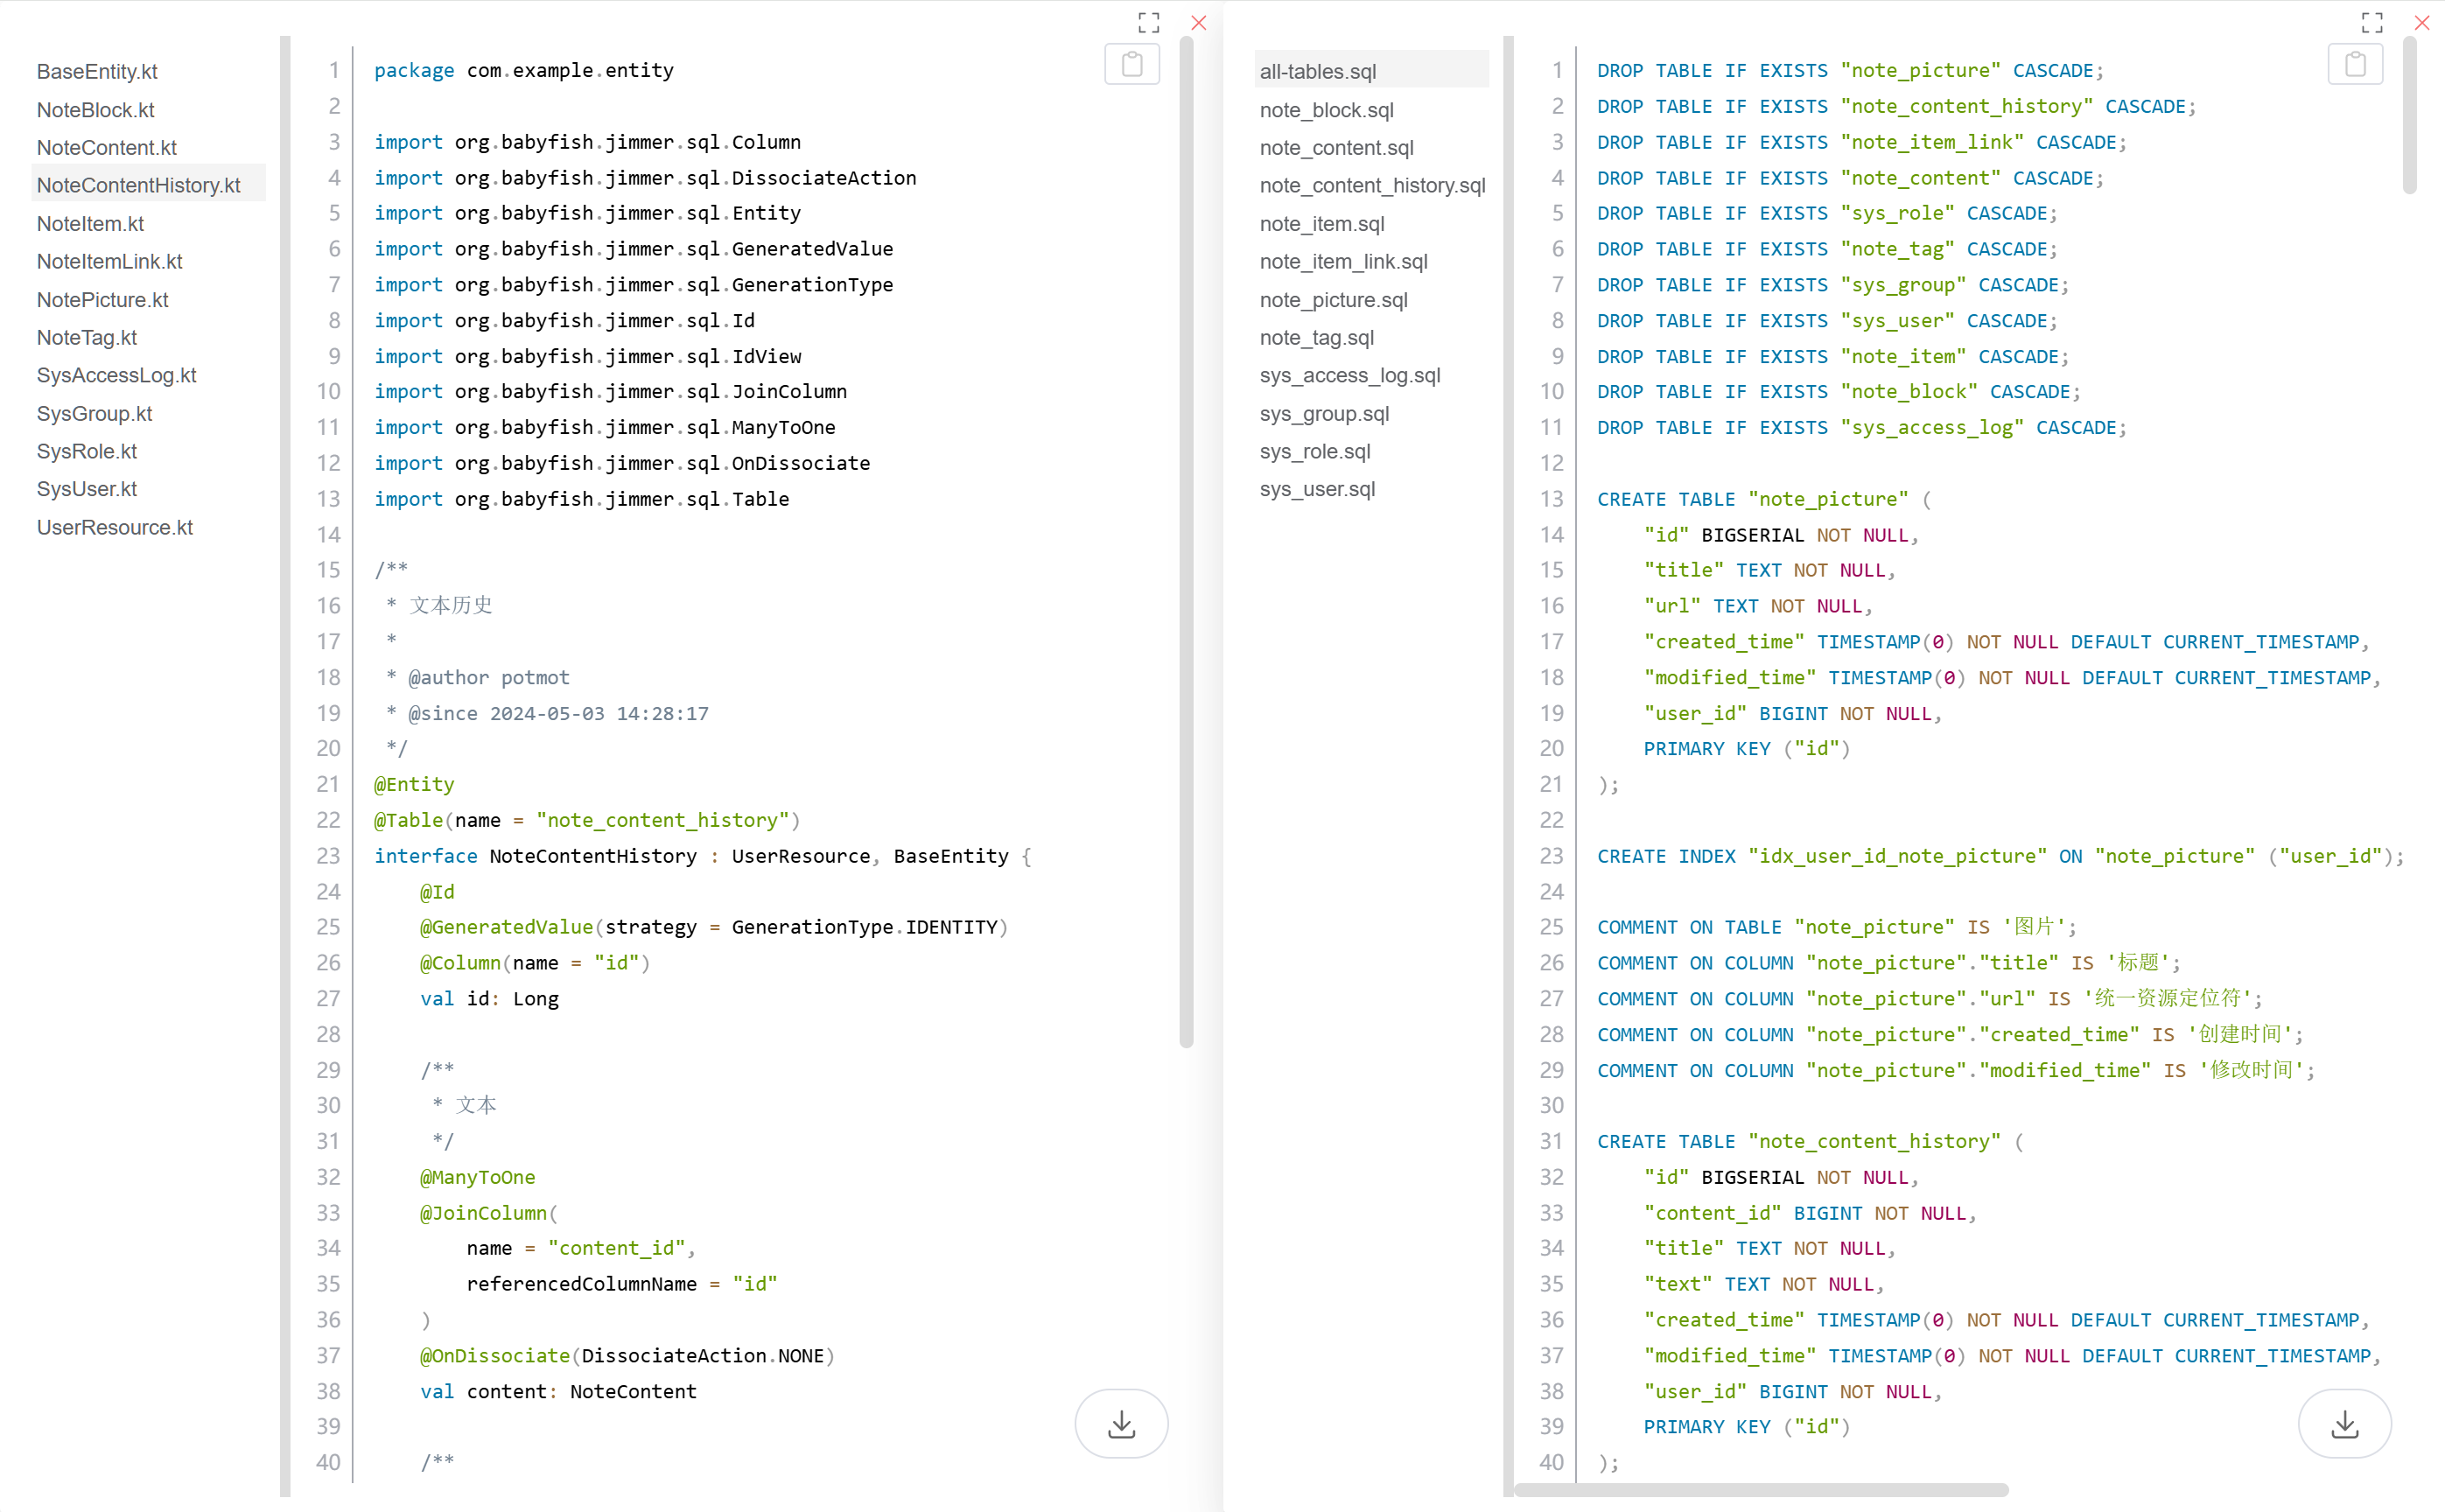 BaseEntity.kt
NoteBlock.kt
NoteContent.kt
NoteContentHistory.kt
NoteItem.kt
NoteItemLink.kt
NotePicture.kt
NoteTag.kt
SysAccessLog.kt
SysGroup.kt
SysRole.kt
SysUser.kt
UserResource.kt
1 package com.example.entity
2
3 import org.babyfish.jimmer.sql.Column
4 import org.babyfish.jimmer.sql.DissociateAction
5 import org.babyfish.jimmer.sql.Entity
6 import org.babyfish.jimmer.sql.GeneratedValue
7 import org.babyfish.jimmer.sql.GenerationType
8 import org.babyfish.jimmer.sql.Id
9 import org.babyfish.jimmer.sql.IdView
10 import org.babyfish.jimmer.sql.JoinColumn
11 import org.babyfish.jimmer.sql.ManyToOne
12 import org.babyfish.jimmer.sql.OnDissociate
13 import org.babyfish.jimmer.sql.Table
14
15 /**
16  * 文本历史
17  *
18  * @author potmot
19  * @since 2024-05-03 14:28:17
20  */
21 @Entity
22 @Table(name = "note_content_history")
23 interface NoteContentHistory : UserResource, BaseEntity {
24     @Id
25     @GeneratedValue(strategy = GenerationType.IDENTITY)
26     @Column(name = "id")
27     val id: Long
28
29     /**
30      * 文本
31      */
32     @ManyToOne
33     @JoinColumn(
34         name = "content_id",
35         referencedColumnName = "id"
36     )
37     @OnDissociate(DissociateAction.NONE)
38     val content: NoteContent
39
40     /**
all-tables.sql
note_block.sql
note_content.sql
note_content_history.sql
note_item.sql
note_item_link.sql
note_picture.sql
note_tag.sql
sys_access_log.sql
sys_group.sql
sys_role.sql
sys_user.sql
1 DROP TABLE IF EXISTS "note_picture" CASCADE;
2 DROP TABLE IF EXISTS "note_content_history" CASCADE;
3 DROP TABLE IF EXISTS "note_item_link" CASCADE;
4 DROP TABLE IF EXISTS "note_content" CASCADE;
5 DROP TABLE IF EXISTS "sys_role" CASCADE;
6 DROP TABLE IF EXISTS "note_tag" CASCADE;
7 DROP TABLE IF EXISTS "sys_group" CASCADE;
8 DROP TABLE IF EXISTS "sys_user" CASCADE;
9 DROP TABLE IF EXISTS "note_item" CASCADE;
10 DROP TABLE IF EXISTS "note_block" CASCADE;
11 DROP TABLE IF EXISTS "sys_access_log" CASCADE;
12
13 CREATE TABLE "note_picture" (
14     "id" BIGSERIAL NOT NULL,
15     "title" TEXT NOT NULL,
16     "url" TEXT NOT NULL,
17     "created_time" TIMESTAMP(0) NOT NULL DEFAULT CURRENT_TIMESTAMP,
18     "modified_time" TIMESTAMP(0) NOT NULL DEFAULT CURRENT_TIMESTAMP,
19     "user_id" BIGINT NOT NULL,
20     PRIMARY KEY ("id")
21 );
22
23 CREATE INDEX "idx_user_id_note_picture" ON "note_picture" ("user_id");
24
25 COMMENT ON TABLE "note_picture" IS '图片';
26 COMMENT ON COLUMN "note_picture"."title" IS '标题';
27 COMMENT ON COLUMN "note_picture"."url" IS '统一资源定位符';
28 COMMENT ON COLUMN "note_picture"."created_time" IS '创建时间';
29 COMMENT ON COLUMN "note_picture"."modified_time" IS '修改时间';
30
31 CREATE TABLE "note_content_history" (
32     "id" BIGSERIAL NOT NULL,
33     "content_id" BIGINT NOT NULL,
34     "title" TEXT NOT NULL,
35     "text" TEXT NOT NULL,
36     "created_time" TIMESTAMP(0) NOT NULL DEFAULT CURRENT_TIMESTAMP,
37     "modified_time" TIMESTAMP(0) NOT NULL DEFAULT CURRENT_TIMESTAMP,
38     "user_id" BIGINT NOT NULL,
39     PRIMARY KEY ("id")
40 );